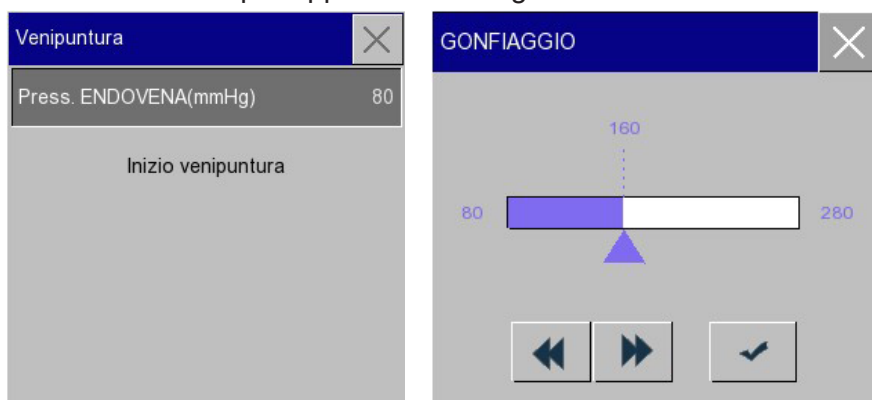 Venipuntura
Press. ENDOVENA(mmHg) 80
Inizio venipuntura
GONFIAGGIO
160
80 280